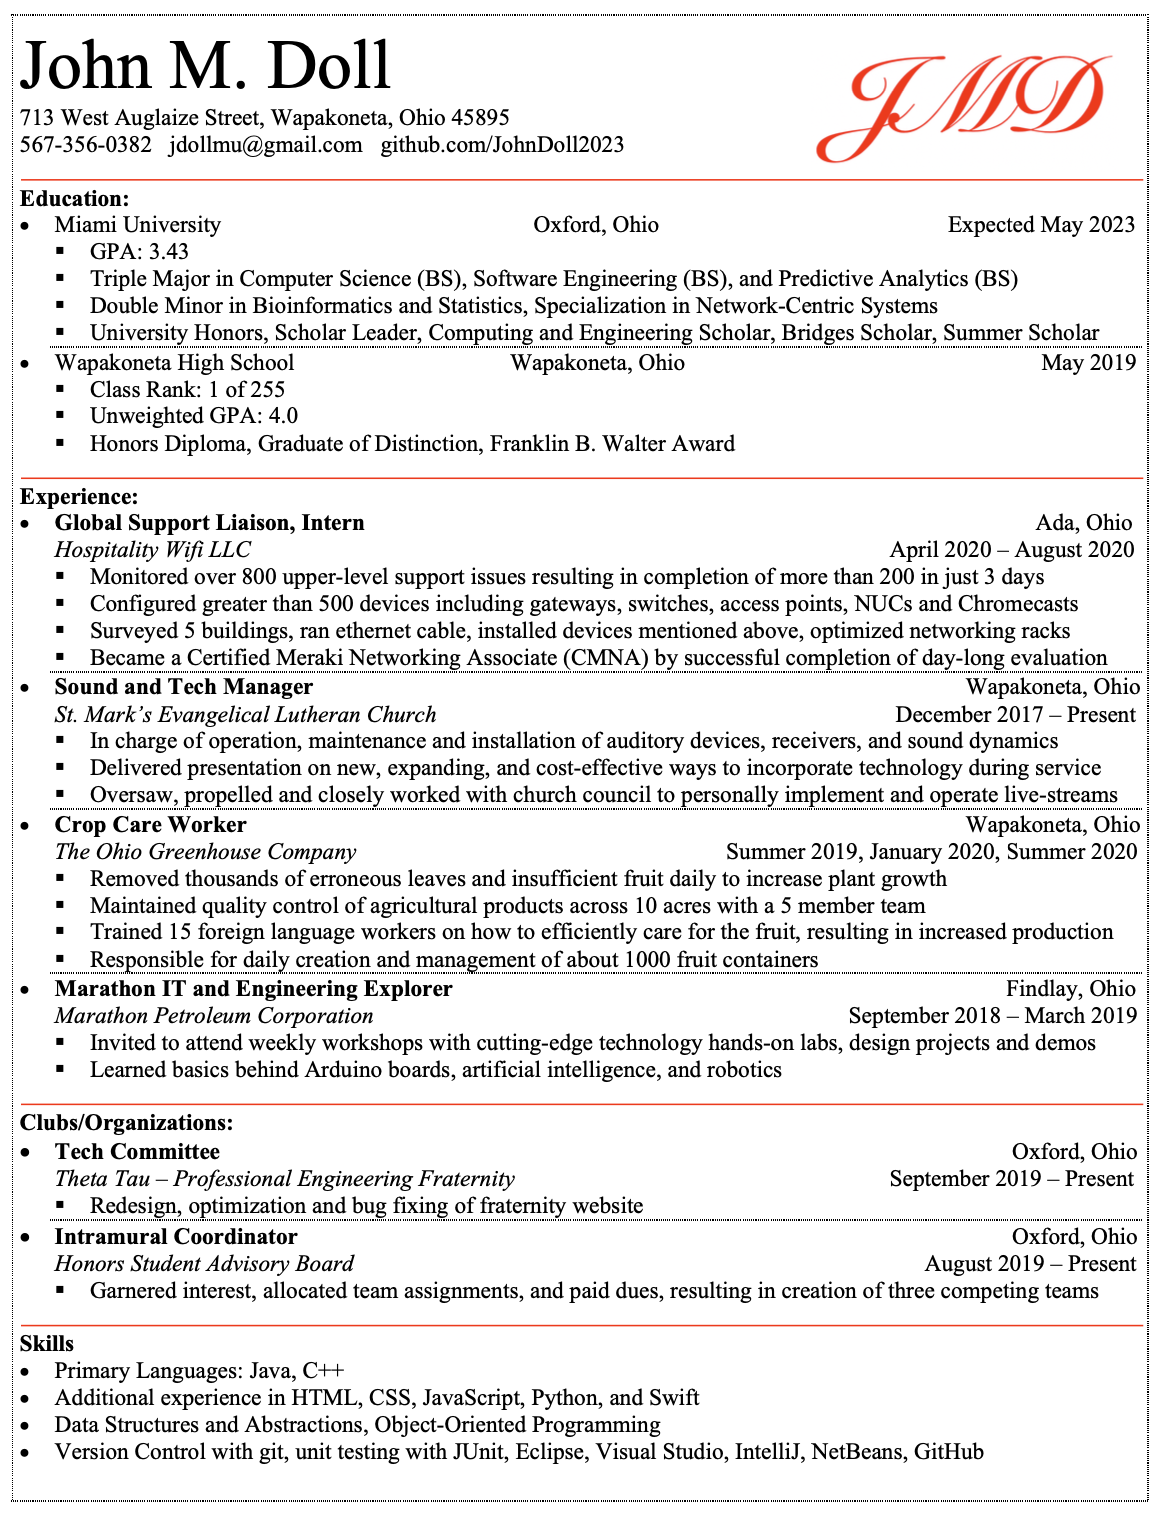 John M. Doll
JMD
713 West Auglaize Street, Wapakoneta, Ohio 45895
567-356-0382 jdollmu@gmail.com github.com/JohnDoll2023
Education:
• Miami University Oxford, Ohio Expected May 2023
▪ GPA: 3.43
▪ Triple Major in Computer Science (BS), Software Engineering (BS), and Predictive Analytics (BS)
▪ Double Minor in Bioinformatics and Statistics, Specialization in Network-Centric Systems
▪ University Honors, Scholar Leader, Computing and Engineering Scholar, Bridges Scholar, Summer Scholar
• Wapakoneta High School Wapakoneta, Ohio May 2019
▪ Class Rank: 1 of 255
▪ Unweighted GPA: 4.0
▪ Honors Diploma, Graduate of Distinction, Franklin B. Walter Award
Experience:
• Global Support Liaison, Intern Ada, Ohio
Hospitality Wifi LLC April 2020 – August 2020
▪ Monitored over 800 upper-level support issues resulting in completion of more than 200 in just 3 days
▪ Configured greater than 500 devices including gateways, switches, access points, NUCs and Chromecasts
▪ Surveyed 5 buildings, ran ethernet cable, installed devices mentioned above, optimized networking racks
▪ Became a Certified Meraki Networking Associate (CMNA) by successful completion of day-long evaluation
• Sound and Tech Manager Wapakoneta, Ohio
St. Mark’s Evangelical Lutheran Church December 2017 – Present
▪ In charge of operation, maintenance and installation of auditory devices, receivers, and sound dynamics
▪ Delivered presentation on new, expanding, and cost-effective ways to incorporate technology during service
▪ Oversaw, propelled and closely worked with church council to personally implement and operate live-streams
• Crop Care Worker Wapakoneta, Ohio
The Ohio Greenhouse Company Summer 2019, January 2020, Summer 2020
▪ Removed thousands of erroneous leaves and insufficient fruit daily to increase plant growth
▪ Maintained quality control of agricultural products across 10 acres with a 5 member team
▪ Trained 15 foreign language workers on how to efficiently care for the fruit, resulting in increased production
▪ Responsible for daily creation and management of about 1000 fruit containers
• Marathon IT and Engineering Explorer Findlay, Ohio
Marathon Petroleum Corporation September 2018 – March 2019
▪ Invited to attend weekly workshops with cutting-edge technology hands-on labs, design projects and demos
▪ Learned basics behind Arduino boards, artificial intelligence, and robotics
Clubs/Organizations:
• Tech Committee Oxford, Ohio
Theta Tau – Professional Engineering Fraternity September 2019 – Present
▪ Redesign, optimization and bug fixing of fraternity website
• Intramural Coordinator Oxford, Ohio
Honors Student Advisory Board August 2019 – Present
▪ Garnered interest, allocated team assignments, and paid dues, resulting in creation of three competing teams
Skills
• Primary Languages: Java, C++
• Additional experience in HTML, CSS, JavaScript, Python, and Swift
• Data Structures and Abstractions, Object-Oriented Programming
• Version Control with git, unit testing with JUnit, Eclipse, Visual Studio, IntelliJ, NetBeans, GitHub